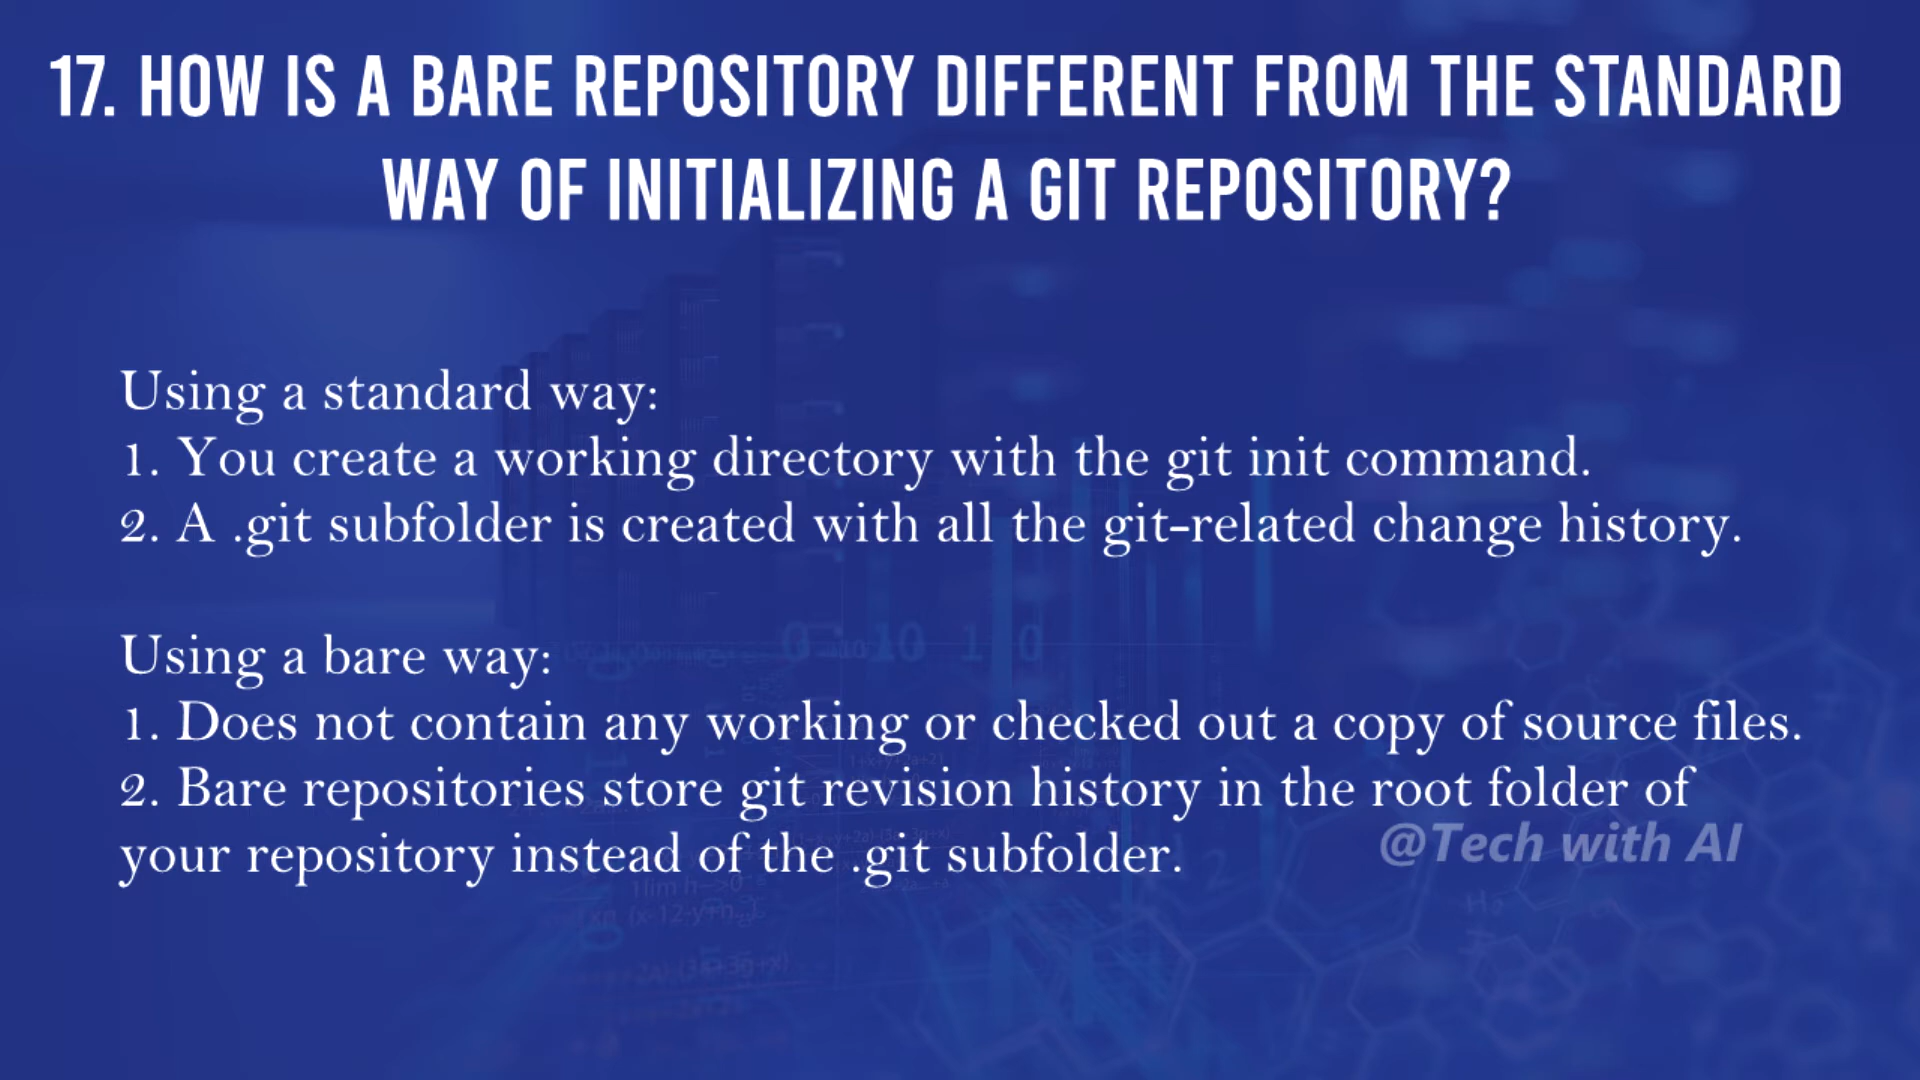 17. HOW IS A BARE REPOSITORY DIFFERENT FROM THE STANDARD
WAY OF INITIALIZING A GIT REPOSITORY?
Using a standard way:
1. You create a working directory with the git init command.
2. A .git subfolder is created with all the git-related change history.
Using a bare way:
1. Does not contain any working or checked out a copy of source files.
2. Bare repositories store git revision history in the root folder of
your repository instead of the .git subfolder.
@Tech with AI